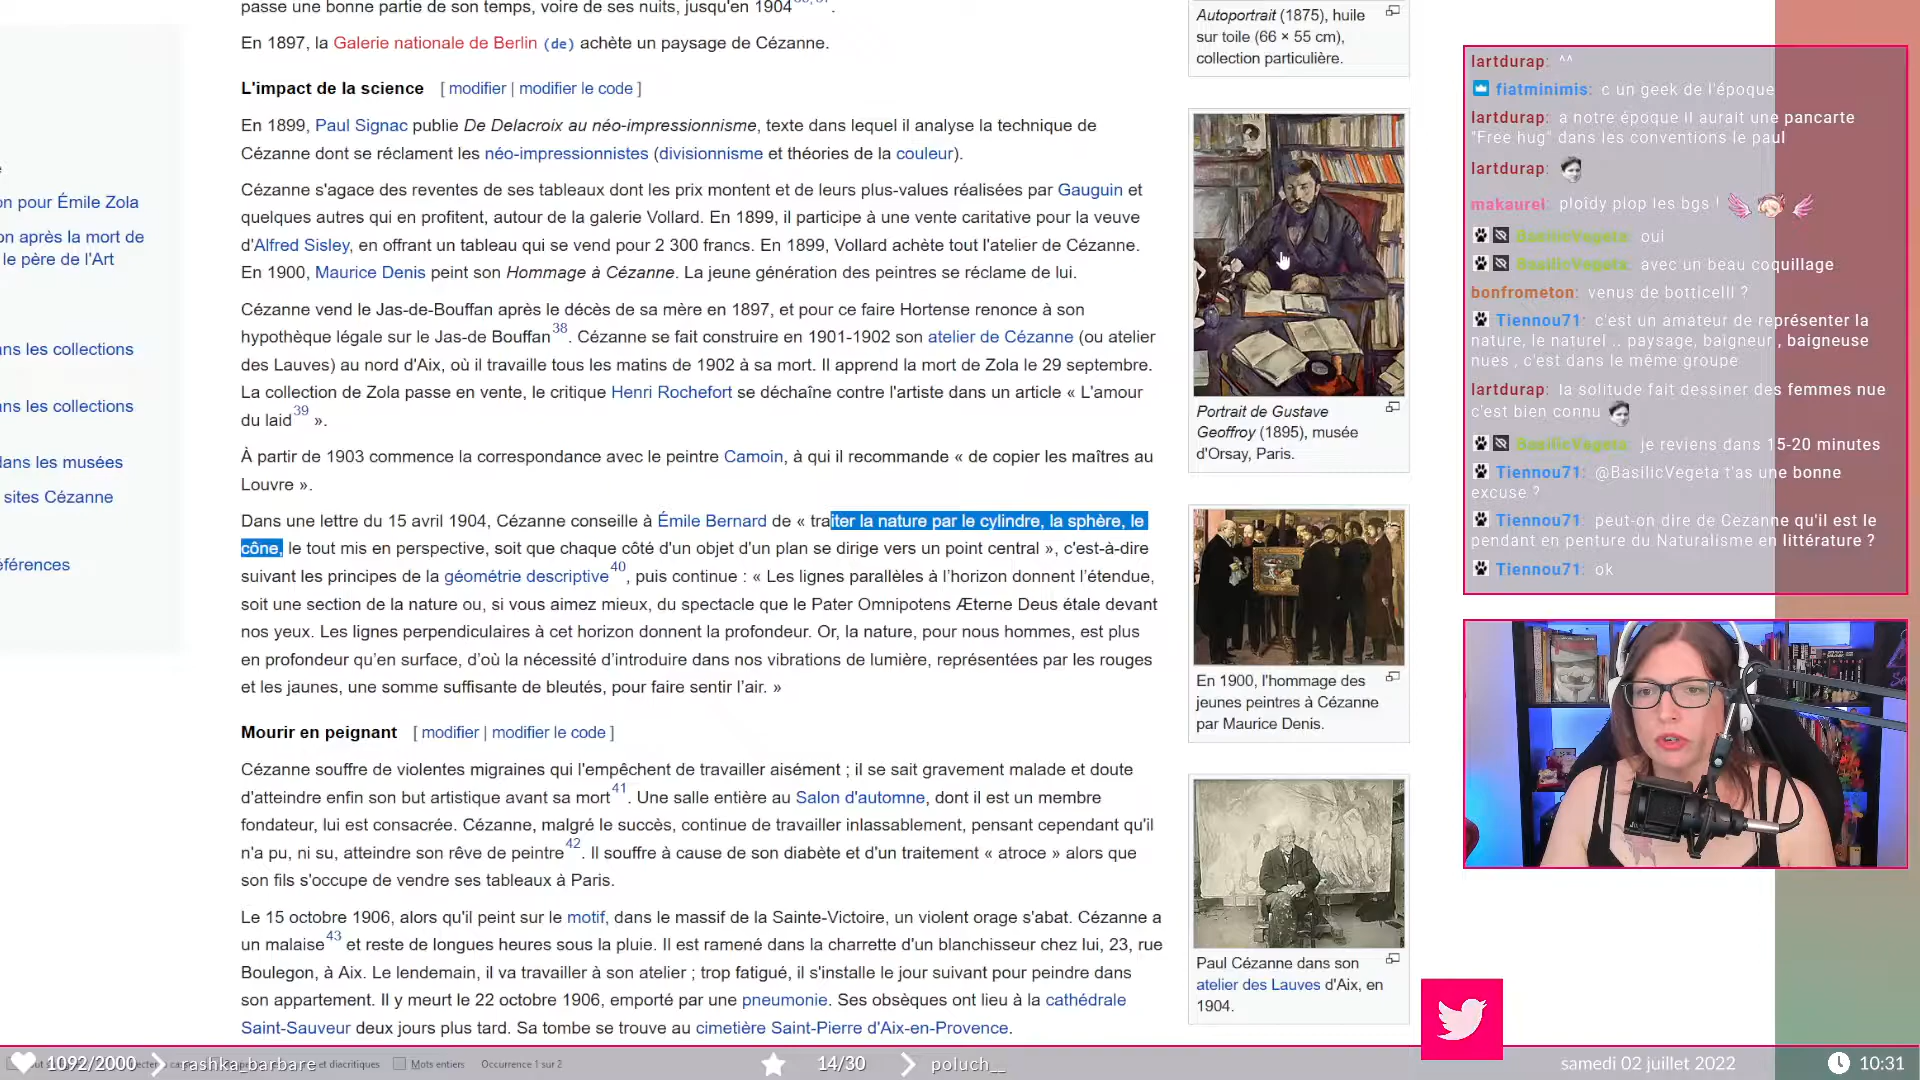 passe une bonne partie de son temps, voire de ses nuits, jusqu'en 1904
En 1897, la Galerie nationale de Berlin (de) achète un paysage de Cézanne.
L'impact de la science [ modifier | modifier le code ]
En 1899, Paul Signac publie De Delacroix au néo-impressionnisme, texte dans lequel il analyse la technique de
Cézanne dont se réclament les néo-impressionnistes (divisionnisme et théories de la couleur).
Cézanne s'agace des reventes de ses tableaux dont les prix montent et de leurs plus-values réalisées par Gauguin et
quelques autres qui en profitent, autour de la galerie Vollard. En 1899, il participe à une vente caritative pour la veuve
d'Alfred Sisley, en offrant un tableau qui se vend pour 2 300 francs. En 1899, Vollard achète tout l'atelier de Cézanne.
En 1900, Maurice Denis peint son Hommage à Cézanne. La jeune génération des peintres se réclame de lui.
Cézanne vend le Jas-de-Bouffan après le décès de sa mère en 1897, et pour ce faire Hortense renonce à son
hypothèque légale sur le Jas-de Bouffan38. Cézanne se fait construire en 1901-1902 son atelier de Cézanne (ou atelier
des Lauves) au nord d'Aix, où il travaille tous les matins de 1902 à sa mort. Il apprend la mort de Zola le 29 septembre.
La collection de Zola passe en vente, le critique Henri Rochefort se déchaîne contre l'artiste dans un article « L'amour
du laid39 ».
À partir de 1903 commence la correspondance avec le peintre Camoin, à qui il recommande « de copier les maîtres au
Louvre ».
Dans une lettre du 15 avril 1904, Cézanne conseille à Émile Bernard de « traiter la nature par le cylindre, la sphère, le
cône, le tout mis en perspective, soit que chaque côté d'un objet d'un plan se dirige vers un point central », c'est-à-dire
suivant les principes de la géométrie descriptive40, puis continue : « Les lignes parallèles à l'horizon donnent l'étendue,
soit une section de la nature ou, si vous aimez mieux, du spectacle que le Pater Omnipotens Æterne Deus étale devant
nos yeux. Les lignes perpendiculaires à cet horizon donnent la profondeur. Or, la nature, pour nous hommes, est plus
en profondeur qu'en surface, d'où la nécessité d'introduire dans nos vibrations de lumière, représentées par les rouges
et les jaunes, une somme suffisante de bleutés, pour faire sentir l'air. »
Mourir en peignant [ modifier | modifier le code ]
Cézanne souffre de violentes migraines qui l'empêchent de travailler aisément ; il se sait gravement malade et doute
d'atteindre enfin son but artistique avant sa mort41. Une salle entière au Salon d'automne, dont il est un membre
fondateur, lui est consacrée. Cézanne, malgré le succès, continue de travailler inlassablement, pensant cependant qu'il
n'a pu, ni su, atteindre son rêve de peintre42. Il souffre à cause de son diabète et d'un traitement « atroce » alors que
son fils s'occupe de vendre ses tableaux à Paris.
Le 15 octobre 1906, alors qu'il peint sur le motif, dans le massif de la Sainte-Victoire, un violent orage s'abat. Cézanne a
un malaise43 et reste de longues heures sous la pluie. Il est ramené dans la charrette d'un blanchisseur chez lui, 23, rue
Boulegon, à Aix. Le lendemain, il va travailler à son atelier ; trop fatigué, il s'installe le jour suivant pour peindre dans
son appartement. Il y meurt le 22 octobre 1906, emporté par une pneumonie. Ses obsèques ont lieu à la cathédrale
Saint-Sauveur deux jours plus tard. Sa tombe se trouve au cimetière Saint-Pierre d'Aix-en-Provence.
on pour Émile Zola
on après la mort de
le père de l'Art
ans les collections
ans les collections
dans les musées
sites Cézanne
éférences
Autoportrait (1875), huile
sur toile (66 × 55 cm),
collection particulière.
Portrait de Gustave
Geoffroy (1895), musée
d'Orsay, Paris.
En 1900, l'hommage des
jeunes peintres à Cézanne
par Maurice Denis.
Paul Cézanne dans son
atelier des Lauves d'Aix, en
1904.
lartdurap: ^^
fiatminimis: c un geek de l'époque
lartdurap: a notre époque il aurait une pancarte
"Free hug" dans les conventions le paul
lartdurap:
makaurel: ploidy plop les bgs !
BasilicVegeta: oui
BasilicVegeta: avec un beau coquillage
bonfrometon: venus de botticelli ?
Tiennou71: c'est un amateur de représenter la
nature, le naturel .. paysage, baigneur , baigneuse
nues , c'est dans le même groupe
lartdurap: la solitude fait dessiner des femmes nue
c'est bien connu
BasilicVegeta: je reviens dans 15-20 minutes
Tiennou71: @BasilicVegeta t'as une bonne
excuse ?
Tiennou71: peut-on dire de Cezanne qu'il est le
pendant en penture du Naturalisme en littérature ?
Tiennou71: ok
1092/2000 rashka_barbare et diacritiques Mots entiers Occurrence 1 sur 2 14/30 poluch__ samedi 02 juillet 2022 10:31